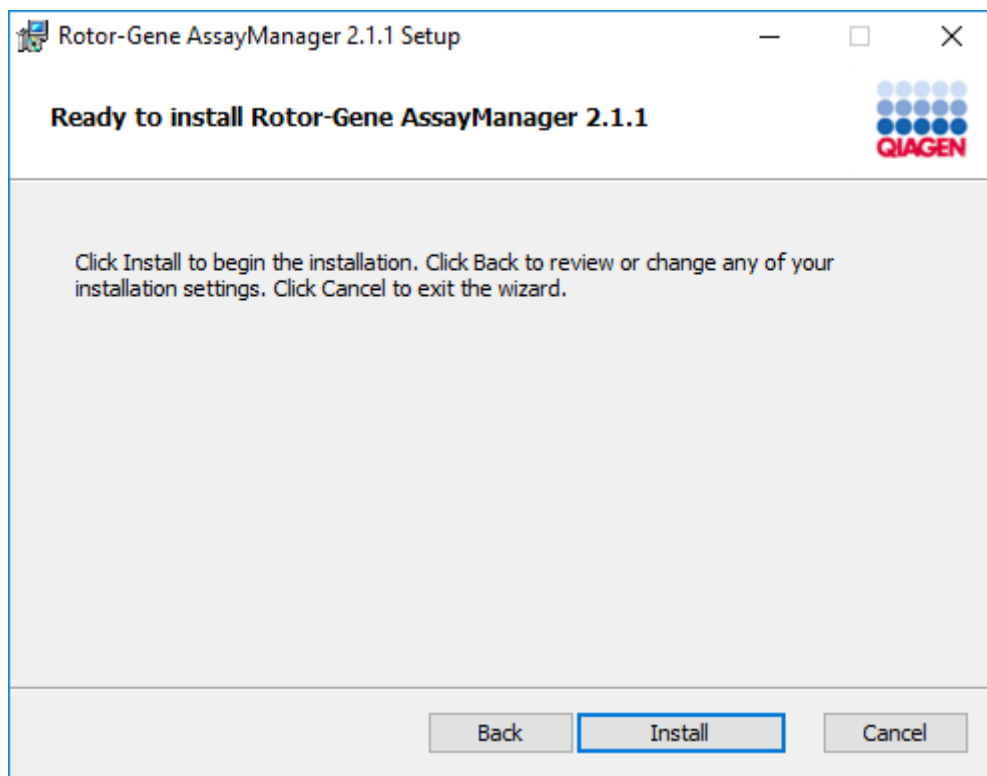 Rotor-Gene AssayManager 2.1.1 Setup
Ready to install Rotor-Gene AssayManager 2.1.1
QIAGEN
Click Install to begin the installation. Click Back to review or change any of your
installation settings. Click Cancel to exit the wizard.
Back
Install
Cancel